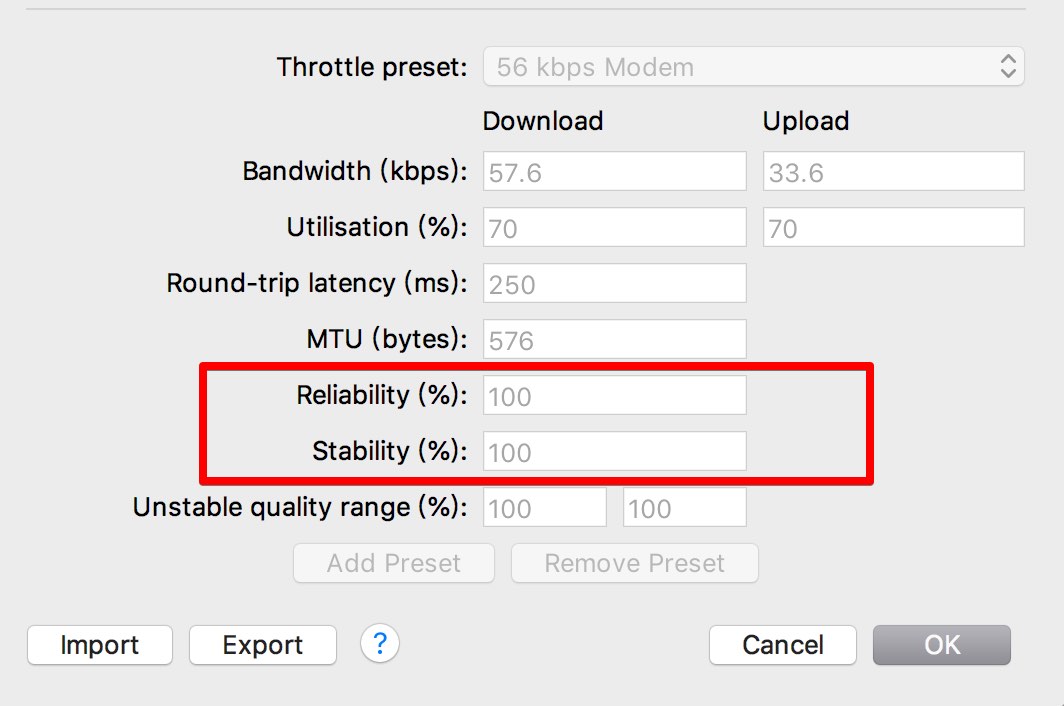 Throttle preset: 56 kbps Modem
Download Upload
Bandwidth (kbps): 57.6 33.6
Utilisation (%): 70 70
Round-trip latency (ms): 250
MTU (bytes): 576
Reliability (%): 100
Stability (%): 100
Unstable quality range (%): 100 100
Add Preset Remove Preset
Import Export ? Cancel OK